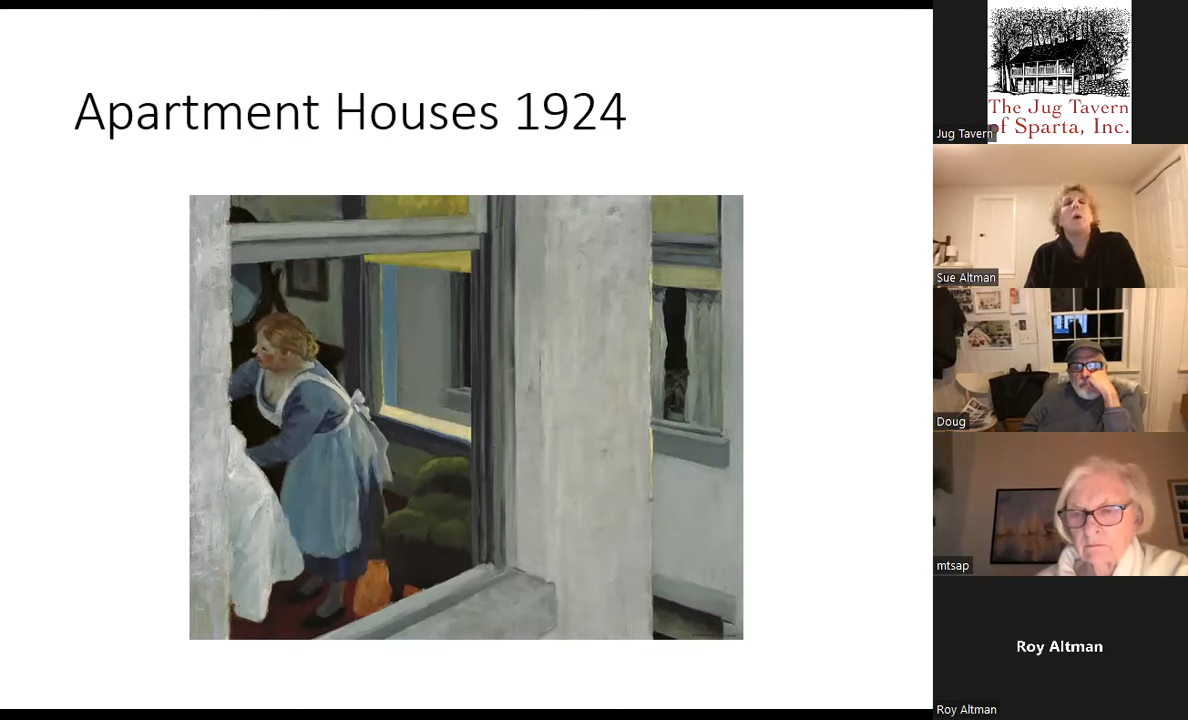 Apartment Houses 1924
The Jug Tavern
of Sparta, Inc.
Jug Tavern
Sue Altman
Doug
mtsap
Roy Altman
Roy Altman